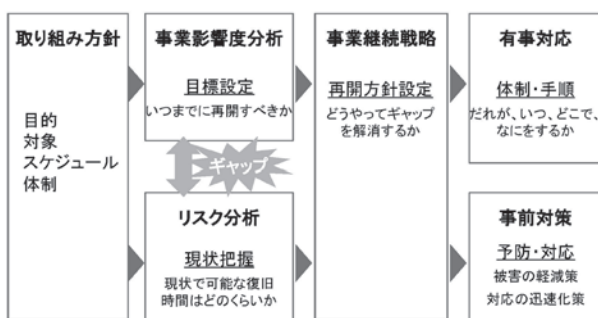 取り組み方針
目的
対象
スケジュール
体制
事業影響度分析
目標設定
いつまでに再開すべきか
ギャップ
リスク分析
現状把握
現状で可能な復旧
時間はどのくらいか
事業継続戦略
再開方針設定
どうやってギャップ
を解消するか
有事対応
体制・手順
だれが、いつ、どこで、
なにをするか
事前対策
予防・対応
被害の軽減策
対応の迅速化策